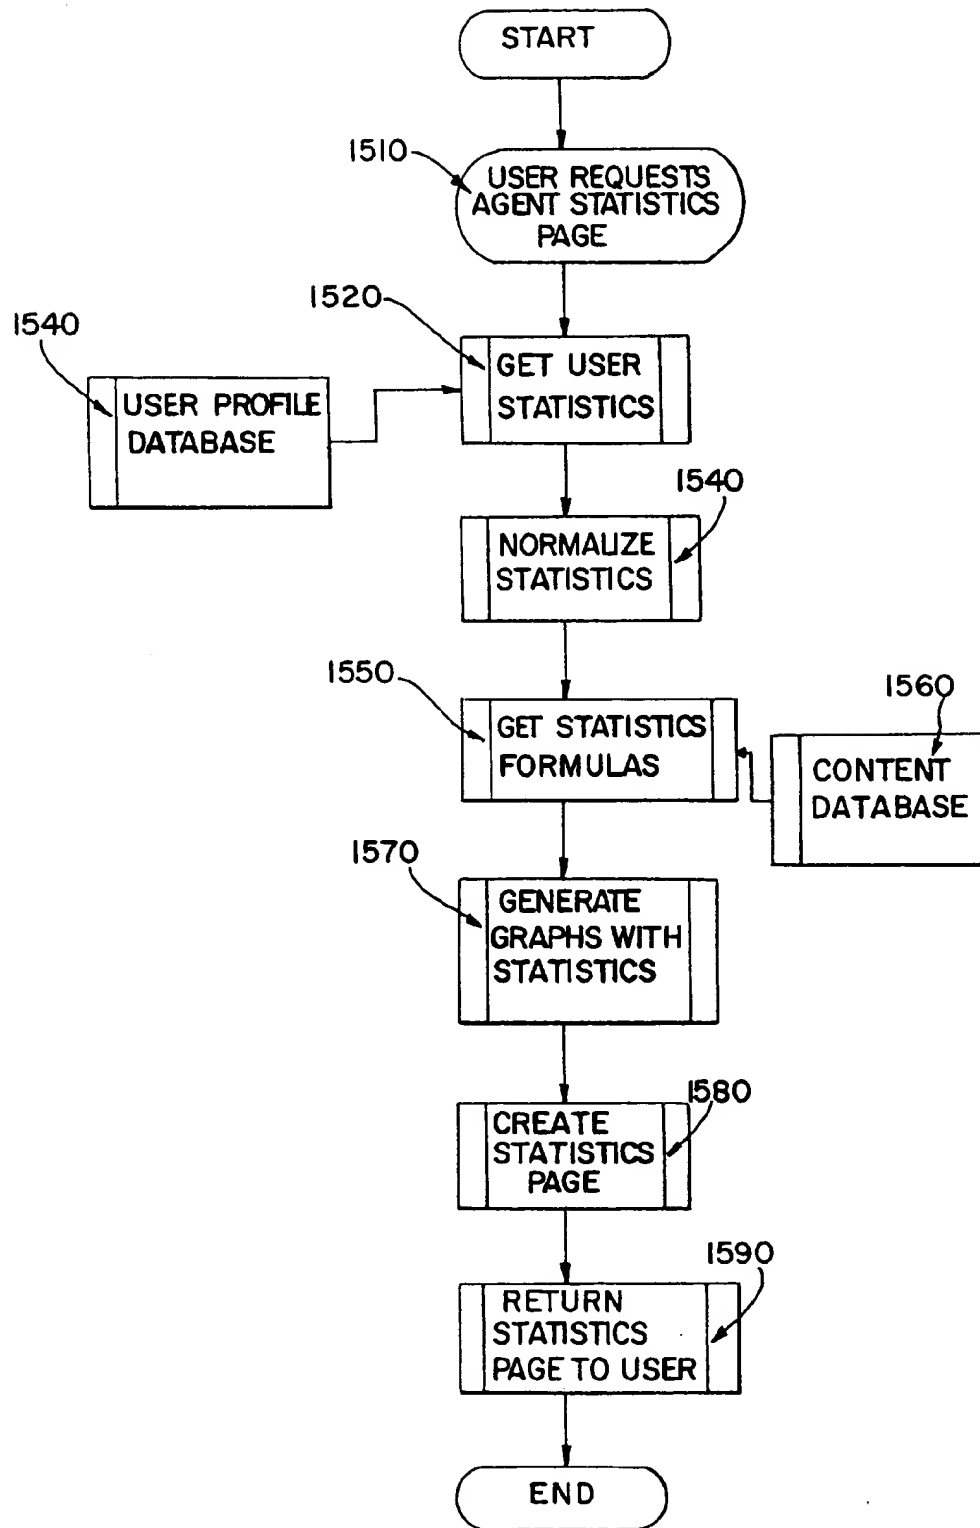 START
1510
USER REQUESTS
AGENT STATISTICS
PAGE
1520
GET USER
STATISTICS
1540
USER PROFILE
DATABASE
1540
NORMALIZE
STATISTICS
1550
GET STATISTICS
FORMULAS
1560
CONTENT
DATABASE
1570
GENERATE
GRAPHS WITH
STATISTICS
1580
CREATE
STATISTICS
PAGE
1590
RETURN
STATISTICS
PAGE TO USER
END